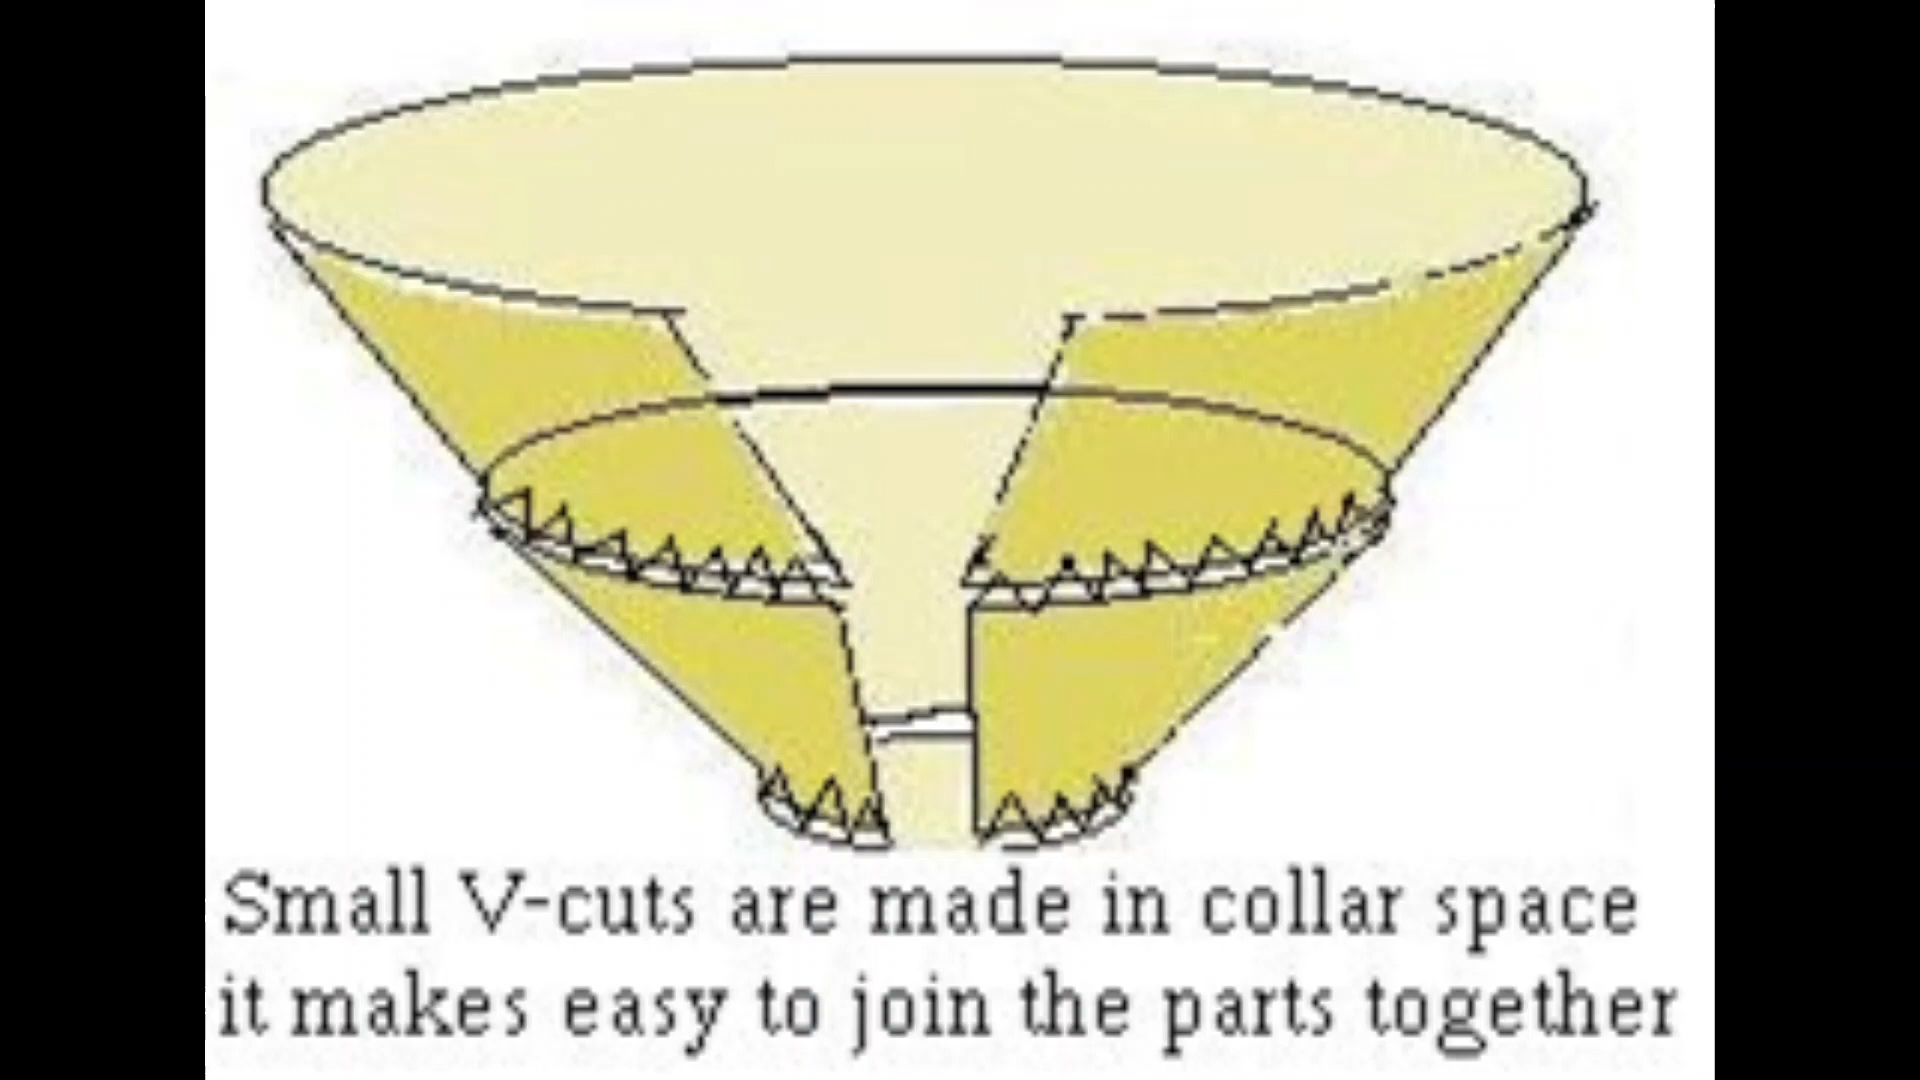 Small V-cuts are made in collar space
it makes easy to join the parts together